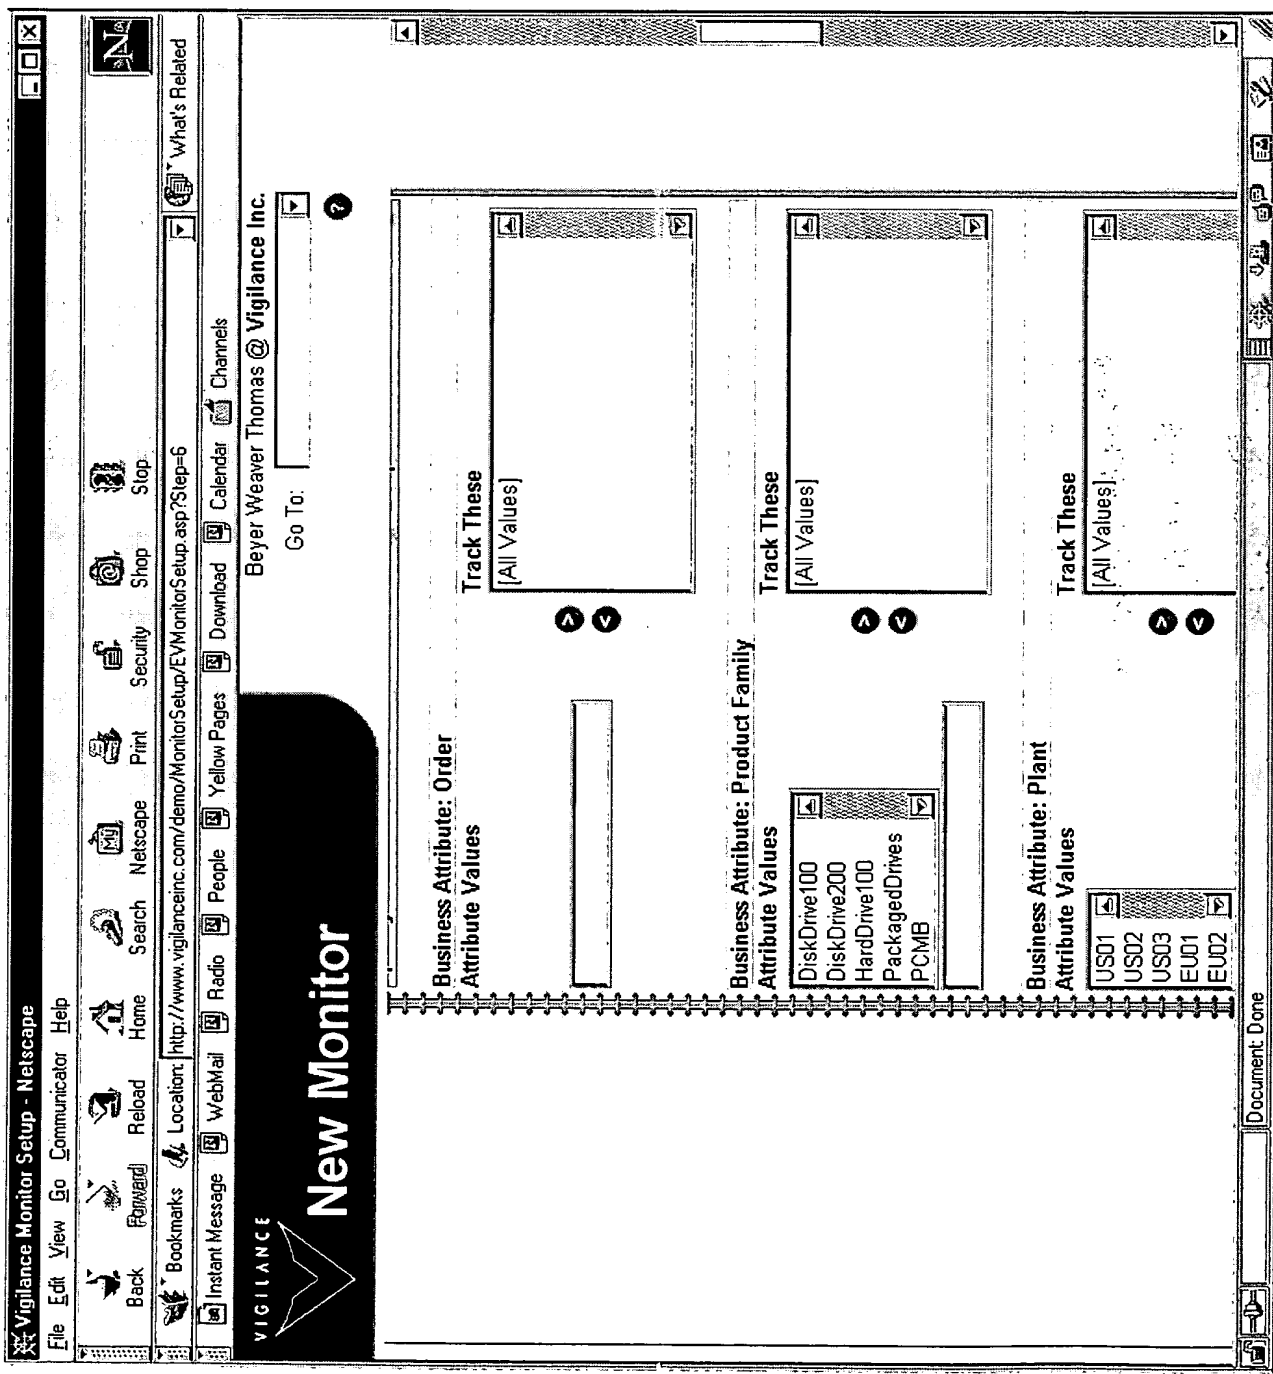 Vigilance Monitor Setup - Netscape
File Edit View Go Communicator Help
Back Forward Reload Home Search Netscape Print Security Shop Stop
Bookmarks Location: http://www.vigilanceinc.com/demo/MonitorSetup/EVMonitorSetup.asp?Step=6 What's Related
Instant Message WebMail Radio People Yellow Pages Download Calendar Channels
VIGILANCE
Beyer Weaver Thomas @ Vigilance Inc.
Go To:
New Monitor
Business Attribute: Order
Attribute Values Track These
[All Values]
Business Attribute: Product Family
Attribute Values Track These
DiskDrive100 [All Values]
DiskDrive200
HardDrive100
PackagedDrives
PCMB
Business Attribute: Plant
Attribute Values Track These
US01 [All Values]
US02
US03
EU01
EU02
Document: Done